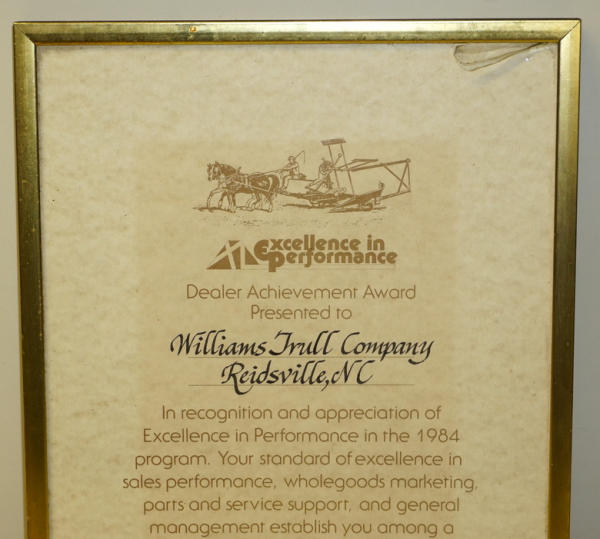 Excellence in
Performance
Dealer Achievement Award
Presented to
Williams Trull Company
Reidsville, NC
In recognition and appreciation of
Excellence in Performance in the 1984
program. Your standard of excellence in
sales performance, wholegoods marketing,
parts and service support, and general
management establish you among a